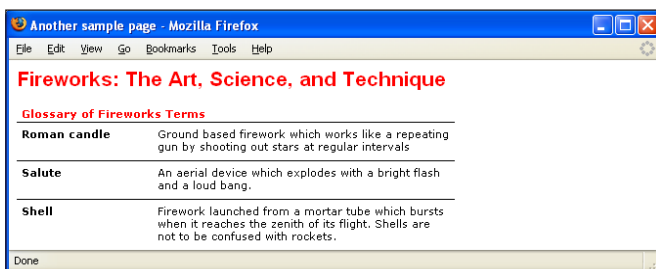 Another sample page - Mozilla Firefox
File Edit View Go Bookmarks Tools Help
Fireworks: The Art, Science, and Technique
Glossary of Fireworks Terms
Roman candle Ground based firework which works like a repeating
gun by shooting out stars at regular intervals
Salute An aerial device which explodes with a bright flash
and a loud bang.
Shell Firework launched from a mortar tube which bursts
when it reaches the zenith of its flight. Shells are
not to be confused with rockets.
Done